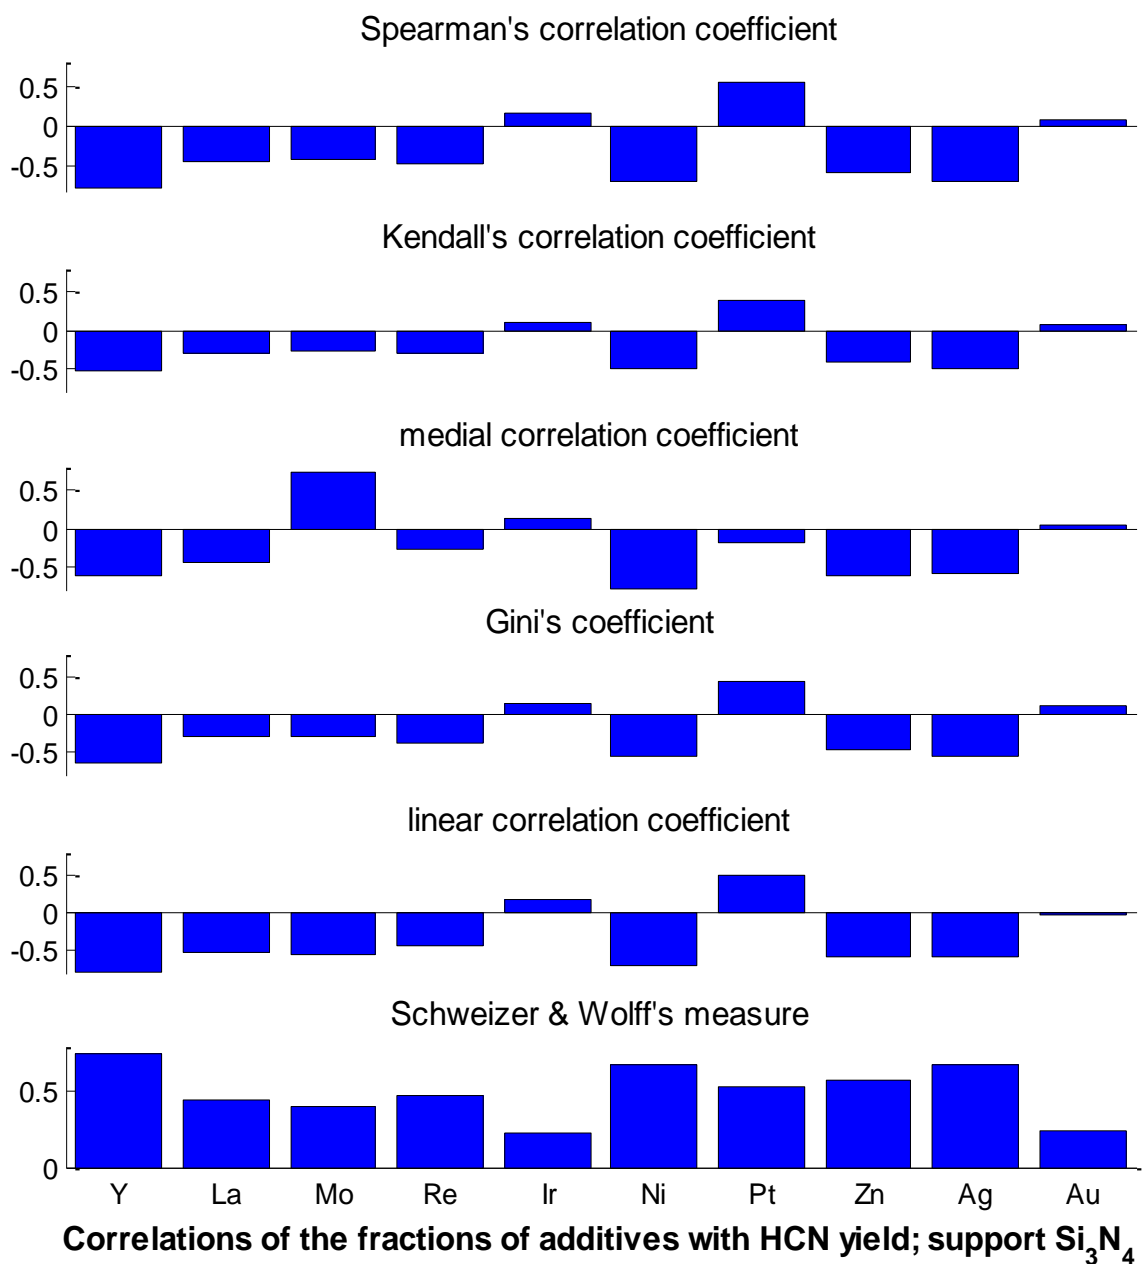 Spearman's correlation coefficient
0.5
0
-0.5
Kendall's correlation coefficient
0.5
0
-0.5
medial correlation coefficient
0.5
0
-0.5
Gini's coefficient
0.5
0
-0.5
linear correlation coefficient
0.5
0
-0.5
Schweizer & Wolff's measure
0.5
0
Y La Mo Re Ir Ni Pt Zn Ag Au
Correlations of the fractions of additives with HCN yield; support Si₃N₄